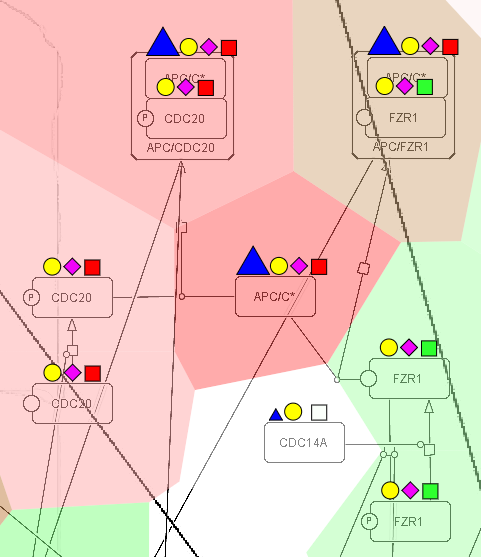 APC/C*
APC/C*
P CDC20
FZR1
APC/CDC20
APC/FZR1
CDC20
P
APC/C*
CDC20
FZR1
CDC14A
P FZR1